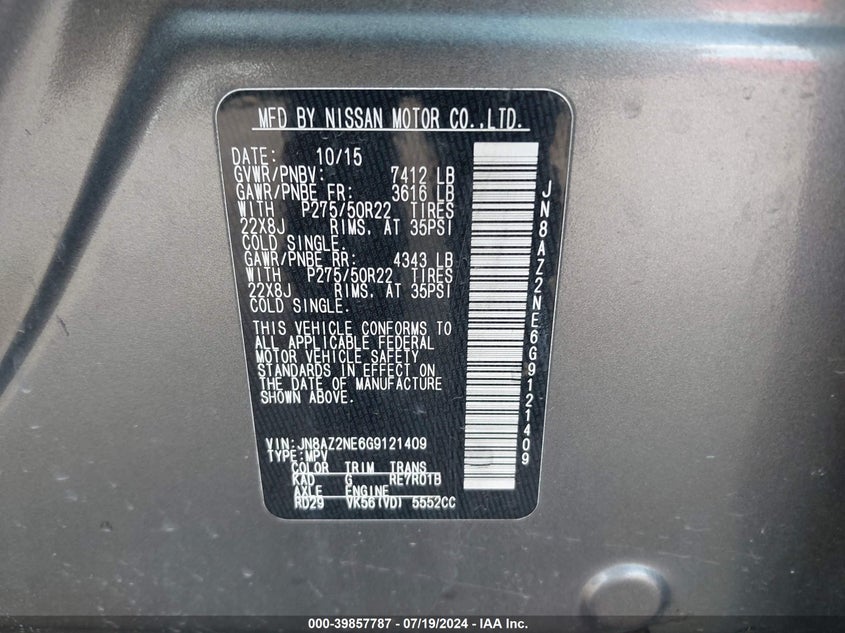 MFD BY NISSAN MOTOR CO.,LTD.
DATE: 10/15
GVWR/PNBV: 7412 LB
GAWR/PNBE FR: 3616 LB
WITH P275/50R22 TIRES
22X8J RIMS, AT 35PSI
COLD SINGLE.
GAWR/PNBE RR: 4343 LB
WITH P275/50R22 TIRES
22X8J RIMS, AT 35PSI
COLD SINGLE.
THIS VEHICLE CONFORMS TO
ALL APPLICABLE FEDERAL
MOTOR VEHICLE SAFETY
STANDARDS IN EFFECT ON
THE DATE OF MANUFACTURE
SHOWN ABOVE.
VIN:JN8AZ2NE6G9121409
TYPE:MPV
COLOR TRIM TRANS
KAD G RE7R01B
AXLE ENGINE
RD29 VK56(VD) 5552CC
JN8AZ2NE6G9121409
000-39857787 - 07/19/2024 - IAA Inc.